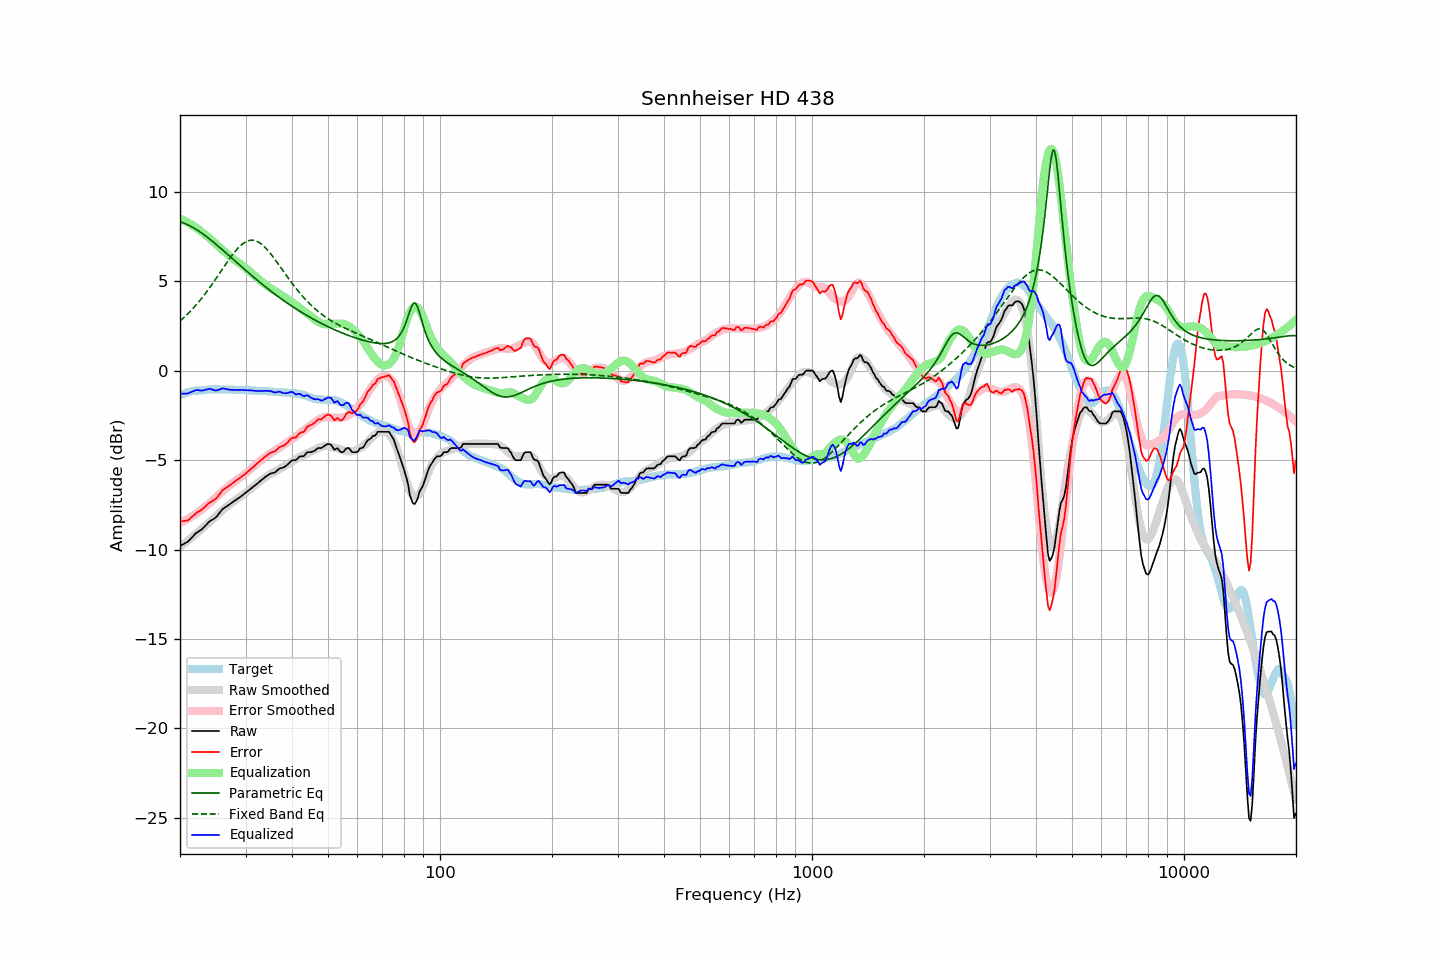 Sennheiser HD 438
Amplitude (dBr)
10
5
0
−5
−10
−15
−20
−25
Target
Raw Smoothed
Error Smoothed
Raw
Error
Equalization
Parametric Eq
Fixed Band Eq
Equalized
100
1000
10000
Frequency (Hz)